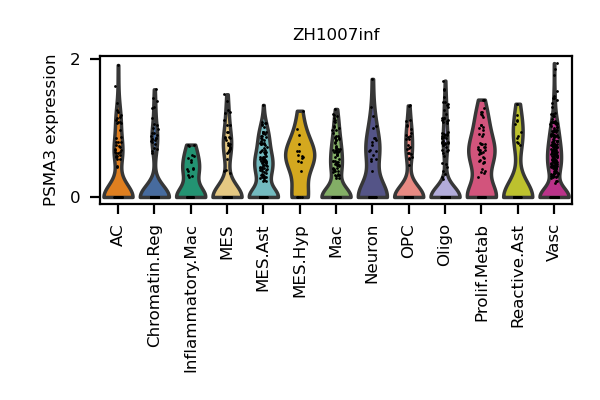 ZH1007inf
PSMA3 expression
2
0
AC
Chromatin.Reg
Inflammatory.Mac
MES
MES.Ast
MES.Hyp
Mac
Neuron
OPC
Oligo
Prolif.Metab
Reactive.Ast
Vasc